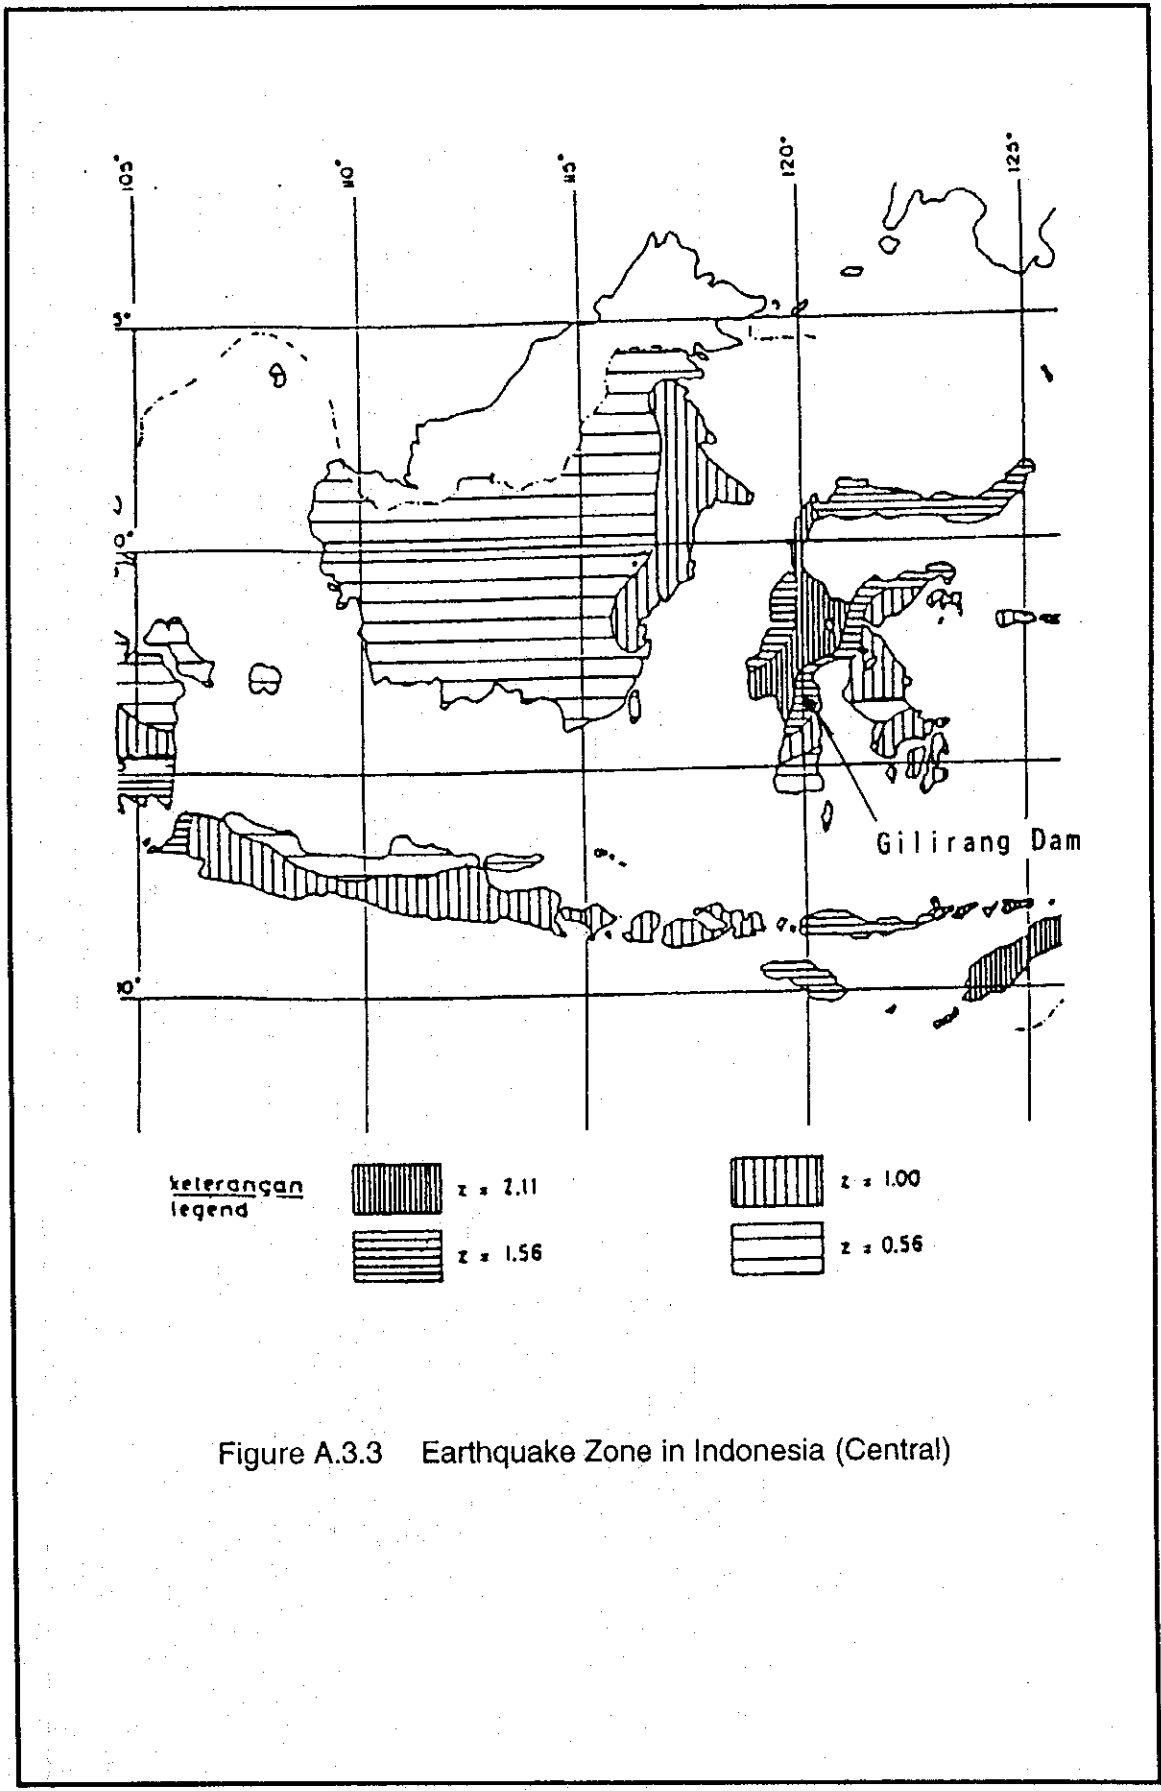 105°
110°
115°
120°
125°
5°
0°
Gilirang Dam
10°
keterangan
legend
z = 2.11
z = 1.00
z = 1.56
z = 0.56
Figure A.3.3 Earthquake Zone in Indonesia (Central)